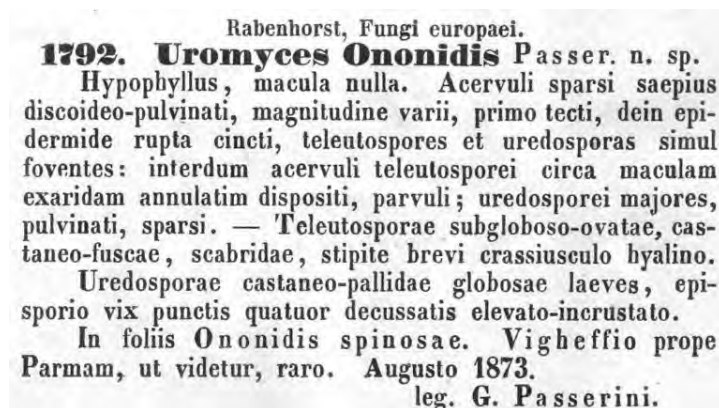 Rabenhorst, Fungi europaei.
1792. Uromyces Ononidis Passer. n. sp.
Hypophyllus, macula nulla. Acervuli sparsi saepius
discoideo-pulvinati, magnitudine varii, primo tecti, dein epi-
dermide rupta cincti, teleutospores et uredosporas simul
foventes: interdum acervuli teleutosporei circa maculam
exaridam annulatim dispositi, parvuli; uredosporei majores,
pulvinati, sparsi. — Teleutosporae subgloboso-ovatae, cas-
taneo-fuscae, scabridae, stipite brevi crassiusculo hyalino.
Uredosporae castaneo-pallidae globosae laeves, epi-
sporio vix punctis quatuor decussatis elevato-incrustato.
In foliis Ononidis spinosae. Vigheffio prope
Parmam, ut videtur, raro. Augusto 1873.
leg. G. Passerini.